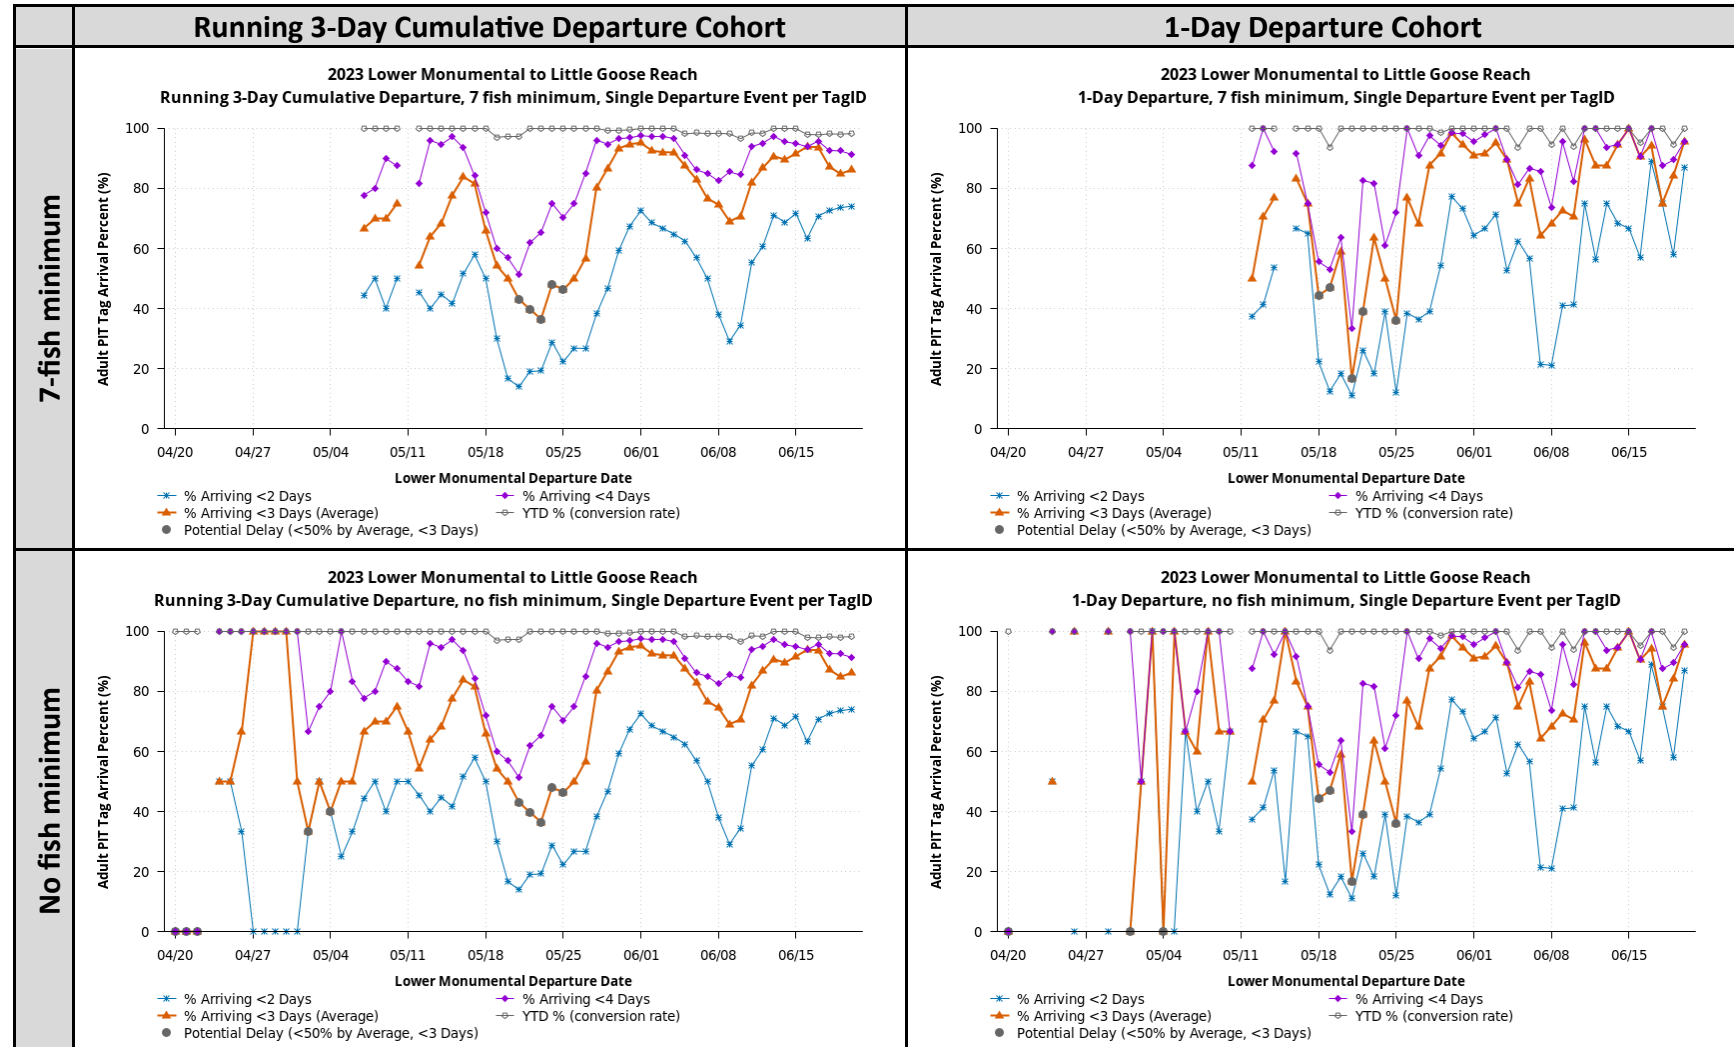 Running 3-Day Cumulative Departure Cohort
1-Day Departure Cohort
7-fish minimum
2023 Lower Monumental to Little Goose Reach
Running 3-Day Cumulative Departure, 7 fish minimum, Single Departure Event per TagID
Adult PIT Tag Arrival Percent (%)
100
80
60
40
20
0
04/20 04/27 05/04 05/11 05/18 05/25 06/01 06/08 06/15
Lower Monumental Departure Date
% Arriving <2 Days
% Arriving <4 Days
% Arriving <3 Days (Average)
YTD % (conversion rate)
Potential Delay (<50% by Average, <3 Days)
2023 Lower Monumental to Little Goose Reach
1-Day Departure, 7 fish minimum, Single Departure Event per TagID
Adult PIT Tag Arrival Percent (%)
100
80
60
40
20
0
04/20 04/27 05/04 05/11 05/18 05/25 06/01 06/08 06/15
Lower Monumental Departure Date
% Arriving <2 Days
% Arriving <4 Days
% Arriving <3 Days (Average)
YTD % (conversion rate)
Potential Delay (<50% by Average, <3 Days)
No fish minimum
2023 Lower Monumental to Little Goose Reach
Running 3-Day Cumulative Departure, no fish minimum, Single Departure Event per TagID
Adult PIT Tag Arrival Percent (%)
100
80
60
40
20
0
04/20 04/27 05/04 05/11 05/18 05/25 06/01 06/08 06/15
Lower Monumental Departure Date
% Arriving <2 Days
% Arriving <4 Days
% Arriving <3 Days (Average)
YTD % (conversion rate)
Potential Delay (<50% by Average, <3 Days)
2023 Lower Monumental to Little Goose Reach
1-Day Departure, no fish minimum, Single Departure Event per TagID
Adult PIT Tag Arrival Percent (%)
100
80
60
40
20
0
04/20 04/27 05/04 05/11 05/18 05/25 06/01 06/08 06/15
Lower Monumental Departure Date
% Arriving <2 Days
% Arriving <4 Days
% Arriving <3 Days (Average)
YTD % (conversion rate)
Potential Delay (<50% by Average, <3 Days)